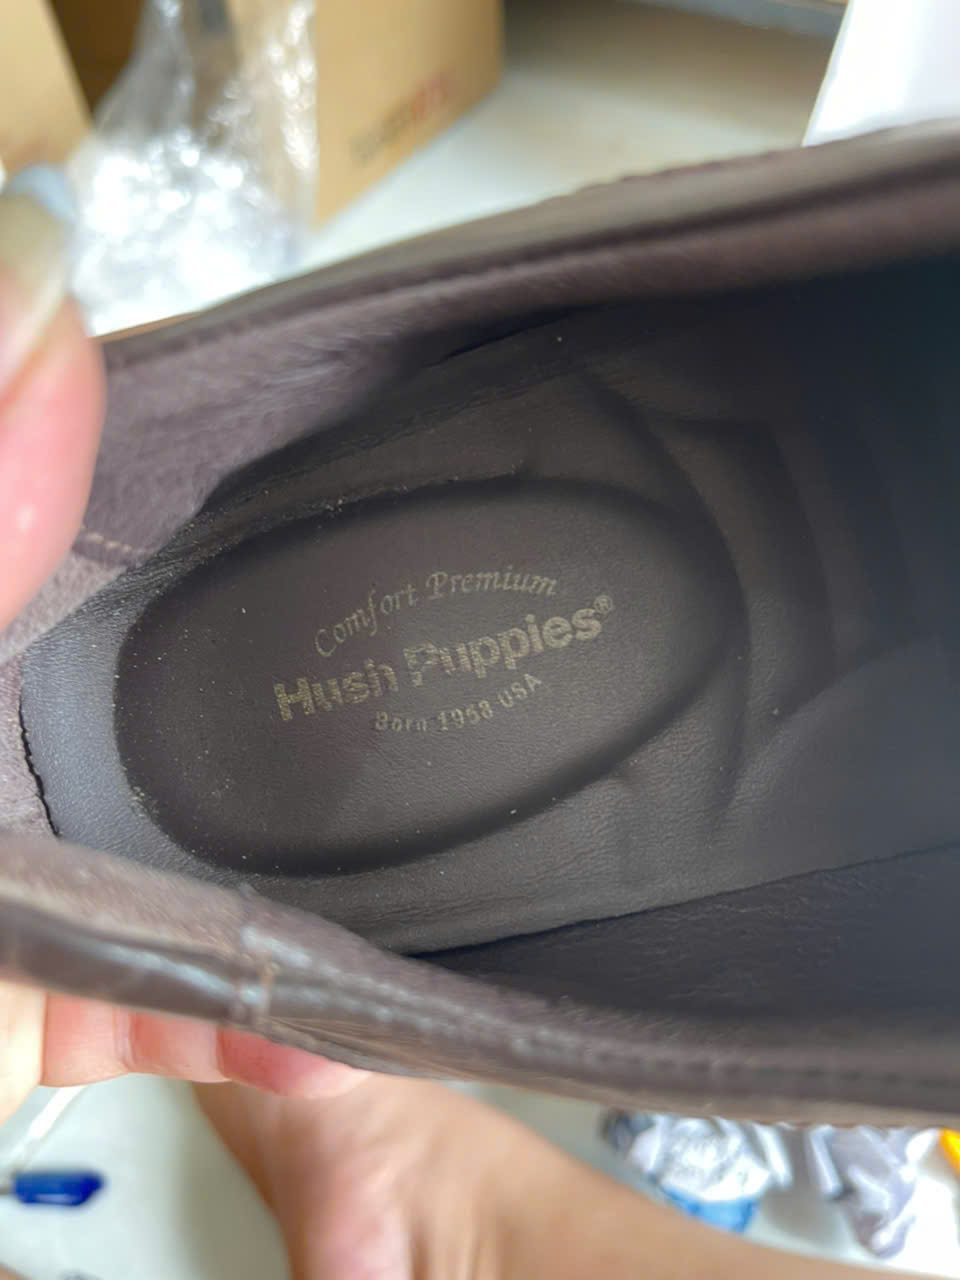 Comfort Premium
Hush Puppies®
Born 1958 USA